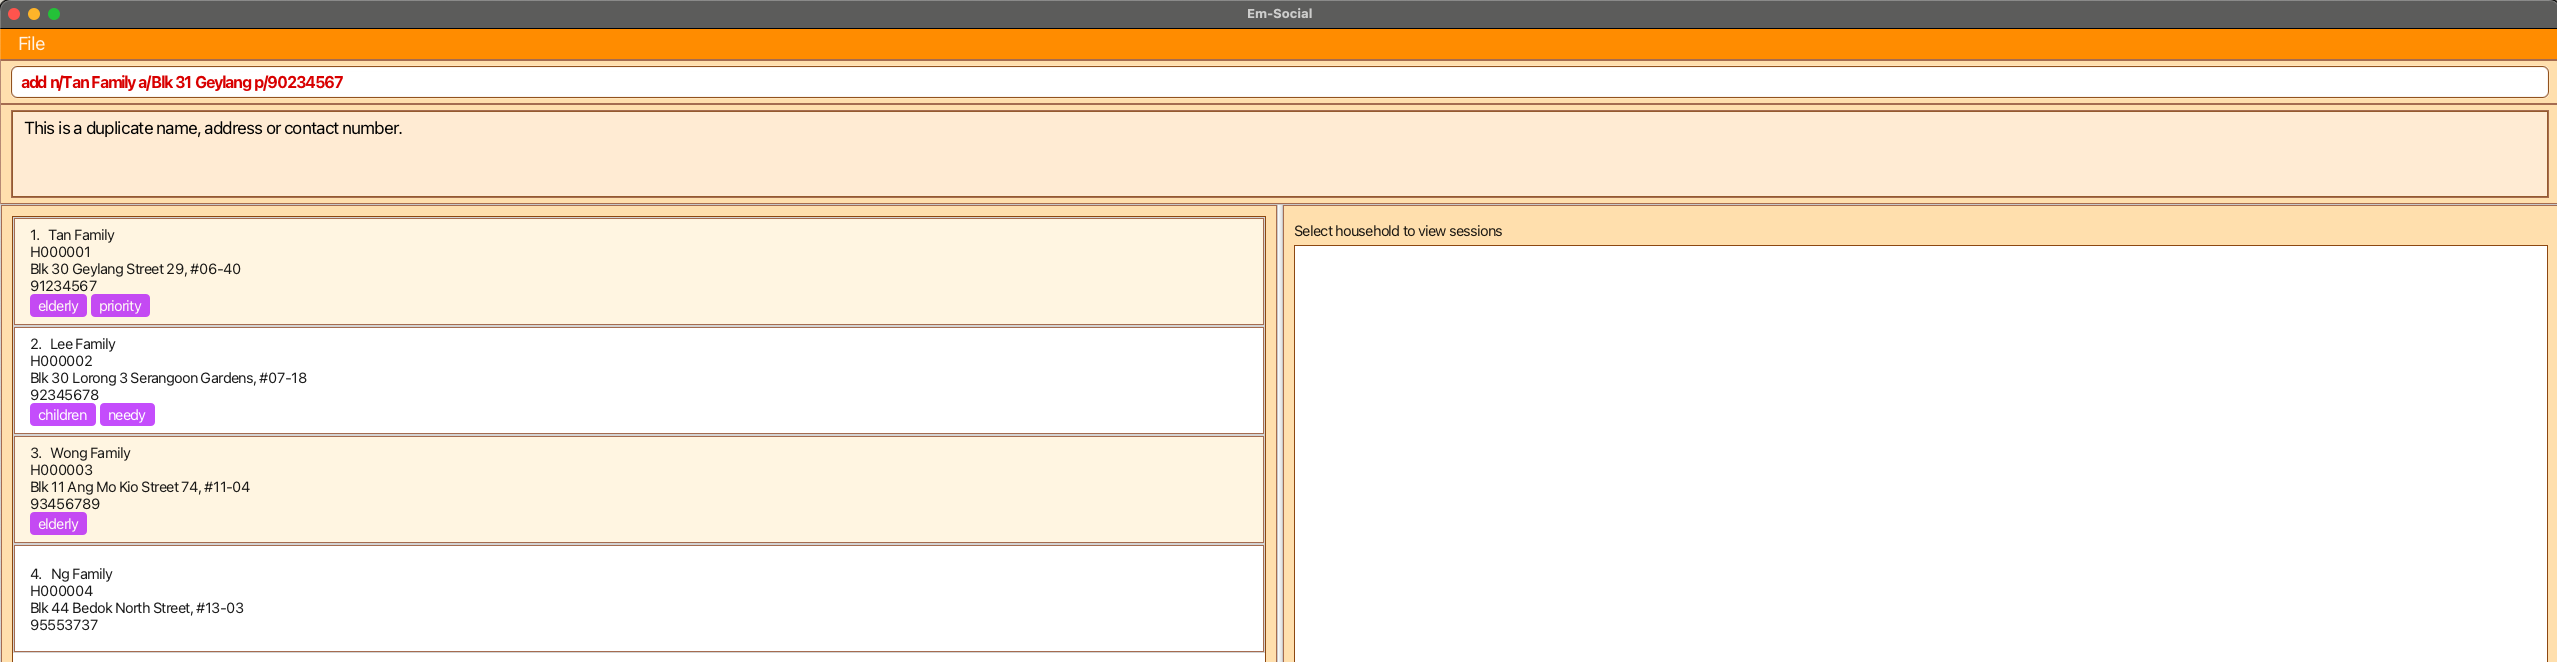 Em-Social
File
add n/Tan Family a/Blk 31 Geylang p/90234567
This is a duplicate name, address or contact number.
1. Tan Family
H000001
Blk 30 Geylang Street 29, #06-40
91234567
elderly priority
2. Lee Family
H000002
Blk 30 Lorong 3 Serangoon Gardens, #07-18
92345678
children needy
3. Wong Family
H000003
Blk 11 Ang Mo Kio Street 74, #11-04
93456789
elderly
4. Ng Family
H000004
Blk 44 Bedok North Street, #13-03
95553737
Select household to view sessions